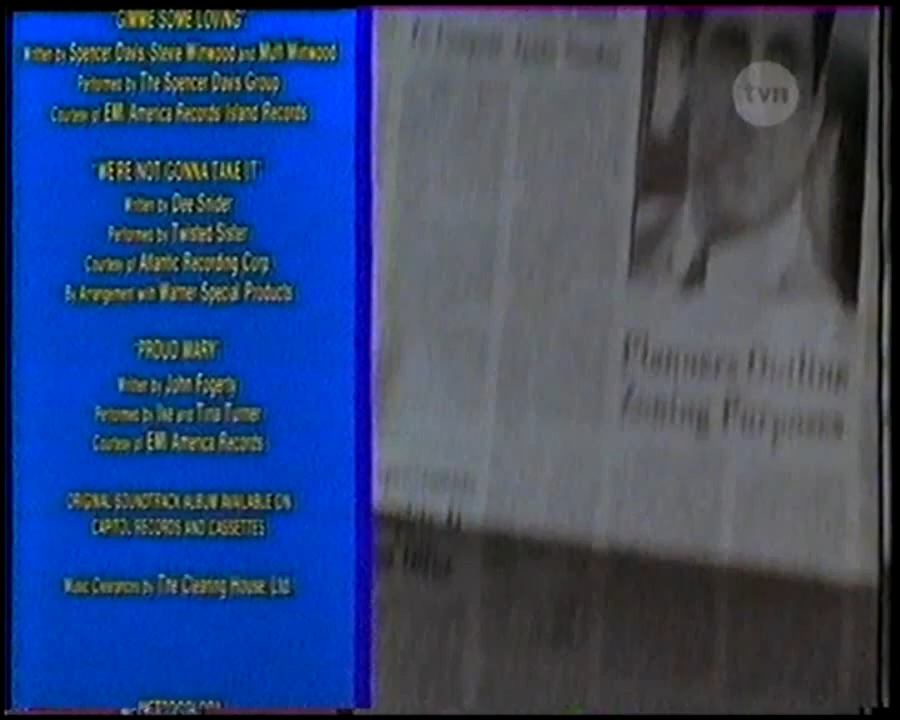 "GIMME SOME LOVING"
Written by Spencer Davis, Stevie Winwood and Muff Winwood
Performed by The Spencer Davis Group
Courtesy of EMI America Records/Island Records
"WE'RE NOT GONNA TAKE IT"
Written by Dee Snider
Performed by Twisted Sister
Courtesy of Atlantic Recording Corp.
By Arrangement with Warner Special Products
"PROUD MARY"
Written by John Fogerty
Performed by Ike and Tina Turner
Courtesy of EMI America Records
ORIGINAL SOUNDTRACK ALBUM AVAILABLE ON
CAPITOL RECORDS AND CASSETTES
Music Clearances by The Clearing House, Ltd.
tvn
Planners Outline
Zoning Purposes